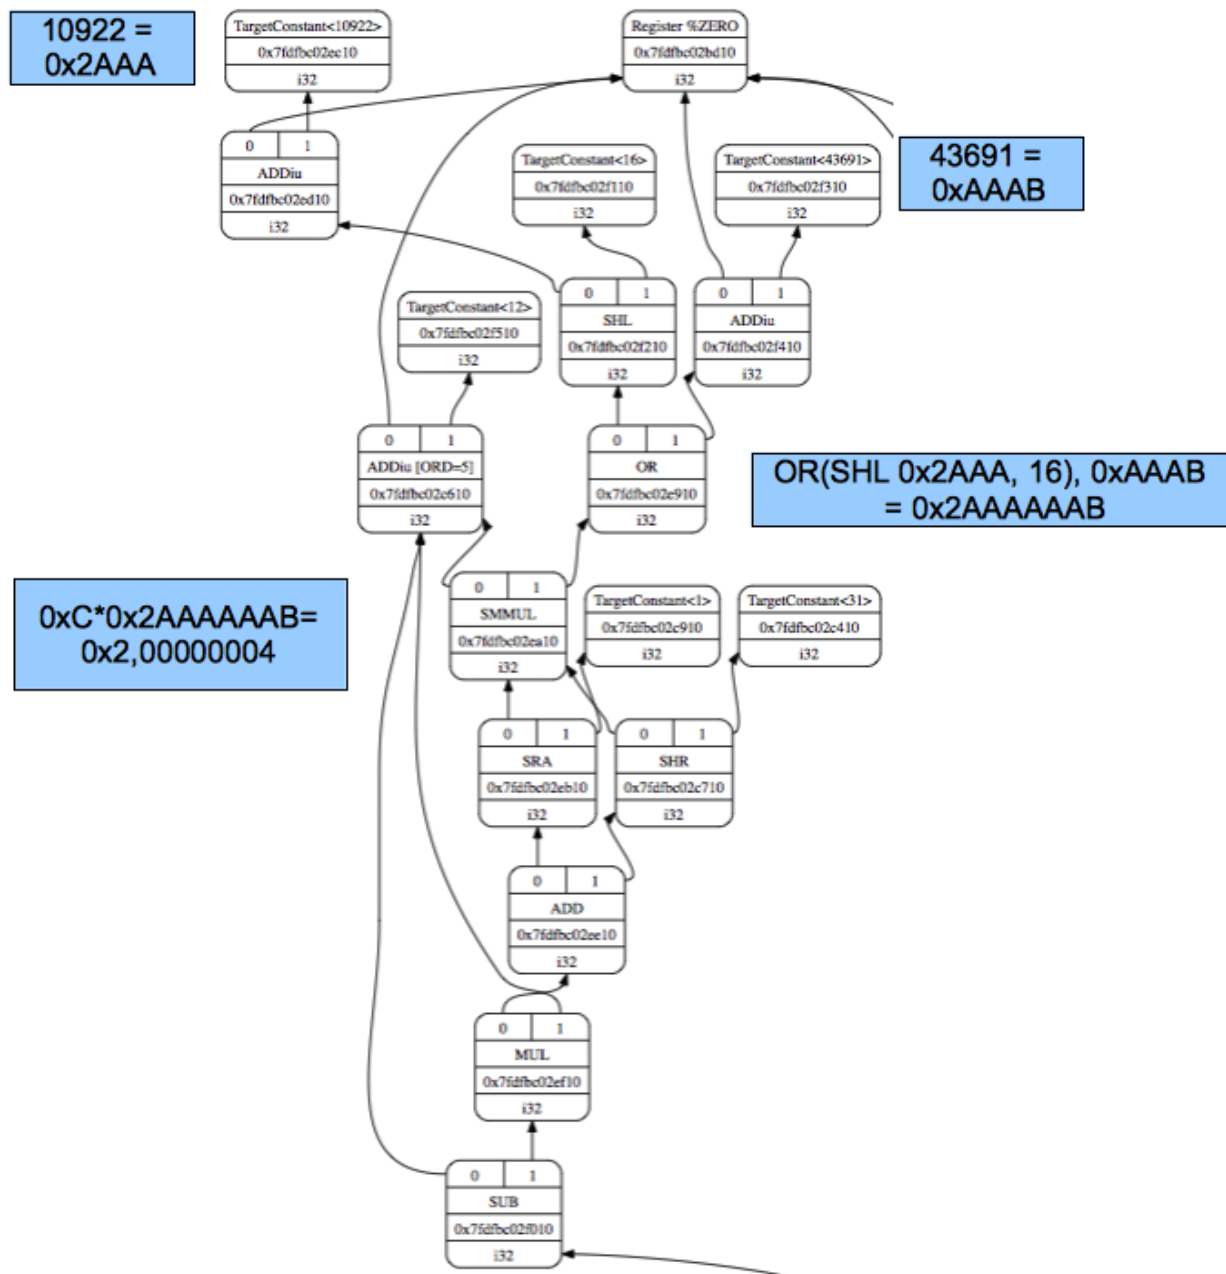 10922 =
0x2AAA
TargetConstant<10922>
0x7fdfbc02ec10
i32
Register %ZERO
0x7fdfbc02bd10
i32
0 1
ADDiu
0x7fdfbc02ed10
i32
TargetConstant<16>
0x7fdfbc02f110
i32
TargetConstant<43691>
0x7fdfbc02f310
i32
43691 =
0xAAAB
TargetConstant<12>
0x7fdfbc02f510
i32
0 1
SHL
0x7fdfbc02f210
i32
0 1
ADDiu
0x7fdfbc02f410
i32
0 1
ADDiu [ORD=5]
0x7fdfbc02c610
i32
0 1
OR
0x7fdfbc02e910
i32
OR(SHL 0x2AAA, 16), 0xAAAB
= 0x2AAAAAAB
0xC*0x2AAAAAAB=
0x2,00000004
0 1
SMMUL
0x7fdfbc02ea10
i32
TargetConstant<1>
0x7fdfbc02c910
i32
TargetConstant<31>
0x7fdfbc02c410
i32
0 1
SRA
0x7fdfbc02eb10
i32
0 1
SHR
0x7fdfbc02c710
i32
0 1
ADD
0x7fdfbc02ee10
i32
0 1
MUL
0x7fdfbc02ef10
i32
0 1
SUB
0x7fdfbc02f010
i32